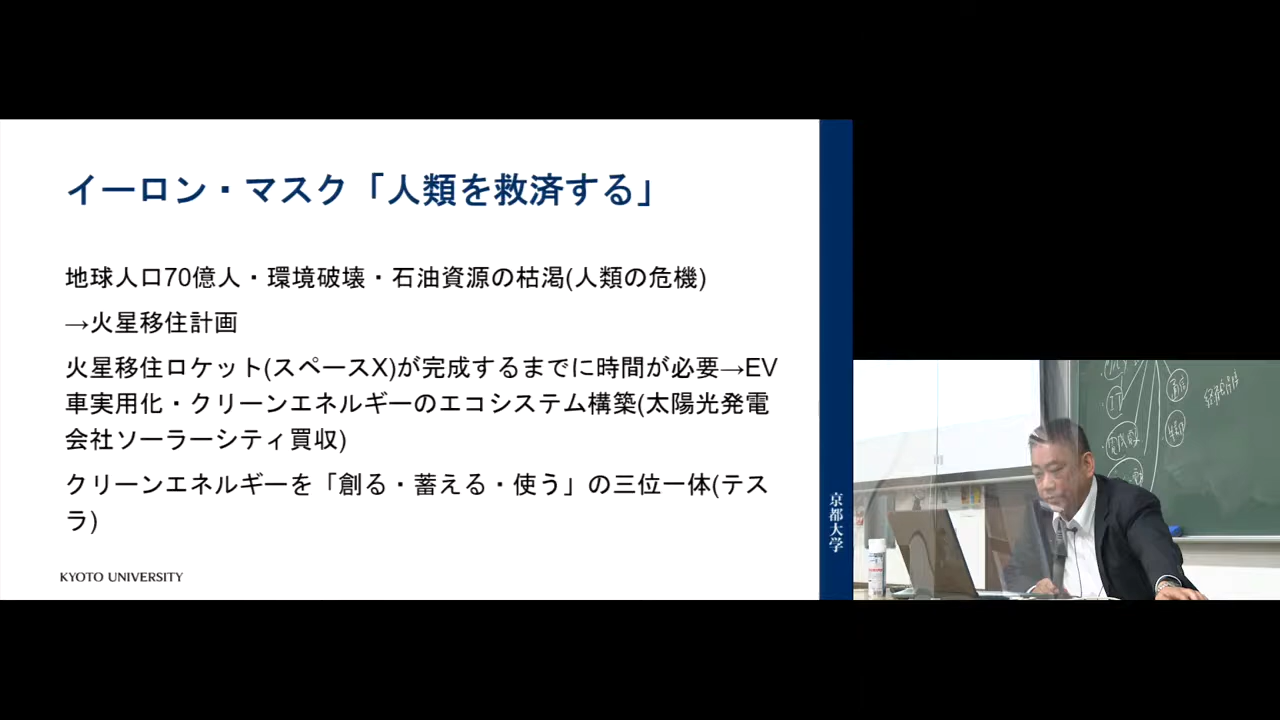 イーロン・マスク「人類を救済する」
地球人口70億人・環境破壊・石油資源の枯渇(人類の危機)
→火星移住計画
火星移住ロケット(スペースX)が完成するまでに時間が必要→EV
車実用化・クリーンエネルギーのエコシステム構築(太陽光発電
会社ソーラーシティ買収)
クリーンエネルギーを「創る・蓄える・使う」の三位一体(テス
ラ)
KYOTO UNIVERSITY
京都大学
IT